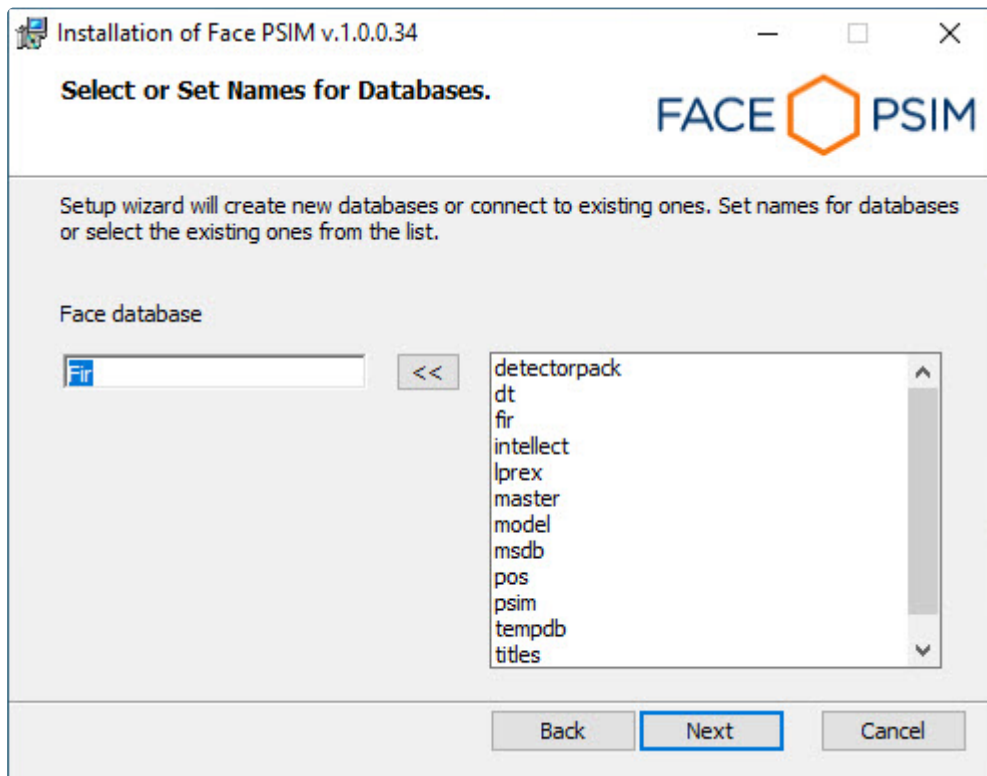 Installation of Face PSIM v.1.0.0.34
Select or Set Names for Databases.
FACE PSIM
Setup wizard will create new databases or connect to existing ones. Set names for databases
or select the existing ones from the list.
Face database
Fir
<<
detectorpack
dt
fir
intellect
lprex
master
model
msdb
pos
psim
tempdb
titles
Back Next Cancel